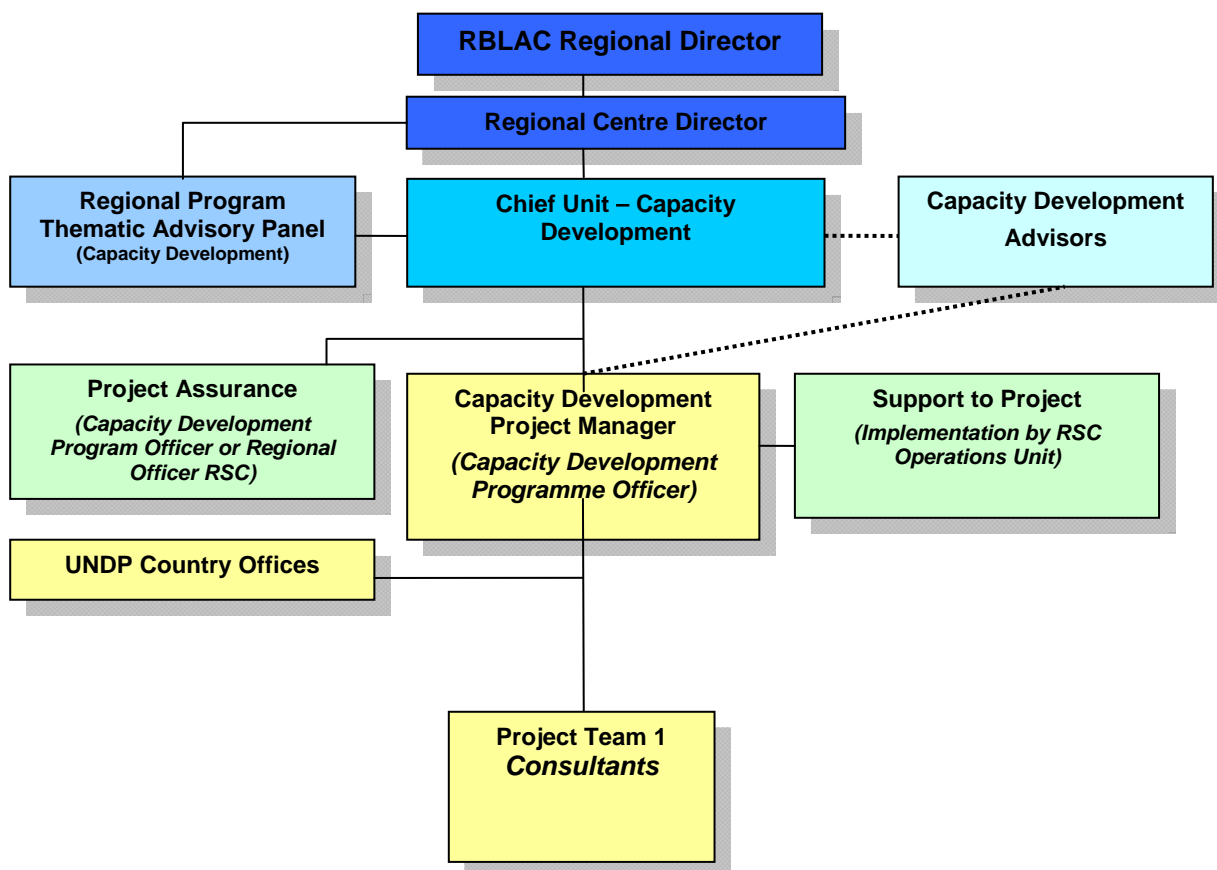 RBLAC Regional Director
Regional Centre Director
Regional Program
Thematic Advisory Panel
(Capacity Development)
Chief Unit – Capacity
Development
Capacity Development
Advisors
Project Assurance
(Capacity Development
Program Officer or Regional
Officer RSC)
Capacity Development
Project Manager
(Capacity Development
Programme Officer)
Support to Project
(Implementation by RSC
Operations Unit)
UNDP Country Offices
Project Team 1
Consultants